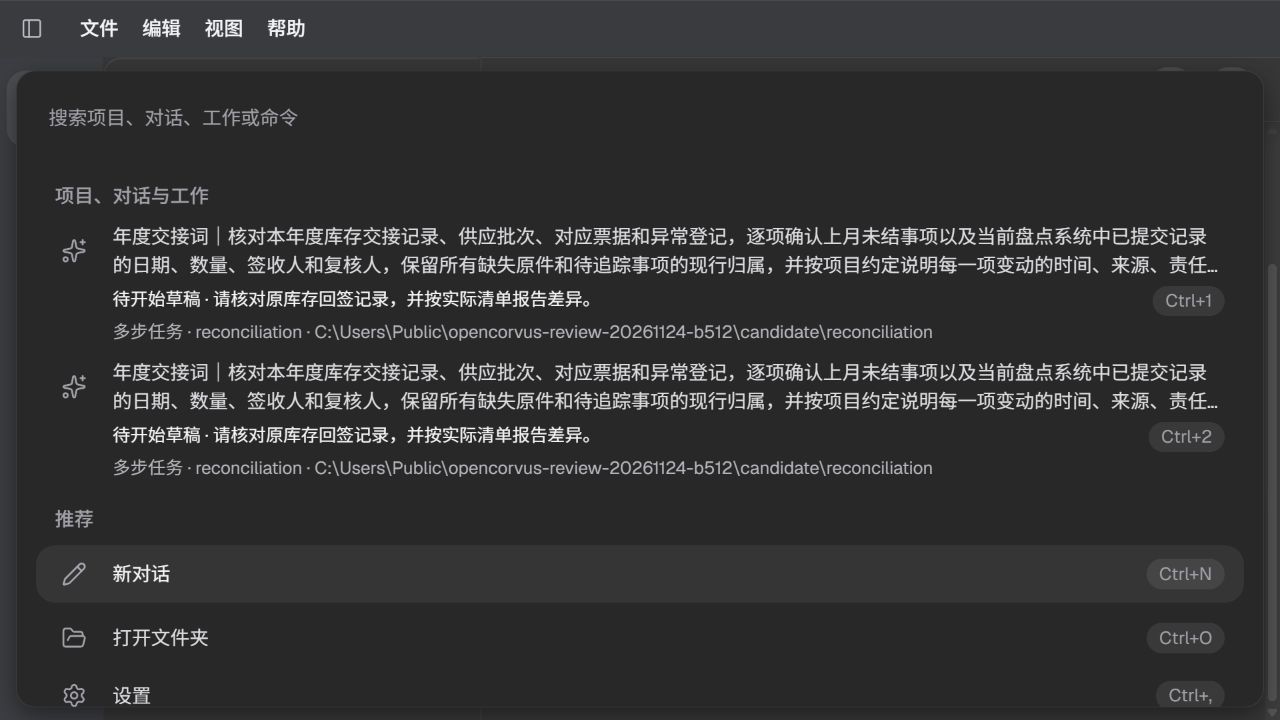 文件 编辑 视图 帮助
搜索项目、对话、工作或命令
项目、对话与工作
年度交接词｜核对本年度库存交接记录、供应批次、对应票据和异常登记，逐项确认上月未结事项以及当前盘点系统中已提交记录
的日期、数量、签收人和复核人，保留所有缺失原件和待追踪事项的现行归属，并按项目约定说明每一项变动的时间、来源、责任...
待开始草稿 · 请核对原库存回签记录，并按实际清单报告差异。
Ctrl+1
多步任务 · reconciliation · C:\Users\Public\opencorvus-review-20261124-b512\candidate\reconciliation
年度交接词｜核对本年度库存交接记录、供应批次、对应票据和异常登记，逐项确认上月未结事项以及当前盘点系统中已提交记录
的日期、数量、签收人和复核人，保留所有缺失原件和待追踪事项的现行归属，并按项目约定说明每一项变动的时间、来源、责任...
待开始草稿 · 请核对原库存回签记录，并按实际清单报告差异。
Ctrl+2
多步任务 · reconciliation · C:\Users\Public\opencorvus-review-20261124-b512\candidate\reconciliation
推荐
新对话 Ctrl+N
打开文件夹 Ctrl+O
设置 Ctrl+,